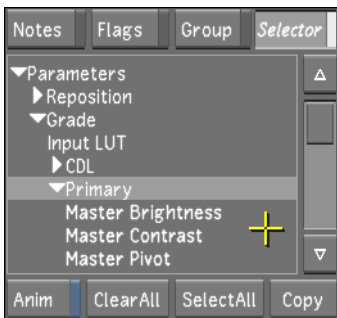 Notes Flags Group Selector
Parameters
Reposition
Grade
Input LUT
CDL
Primary
Master Brightness
Master Contrast
Master Pivot
Anim ClearAll SelectAll Copy